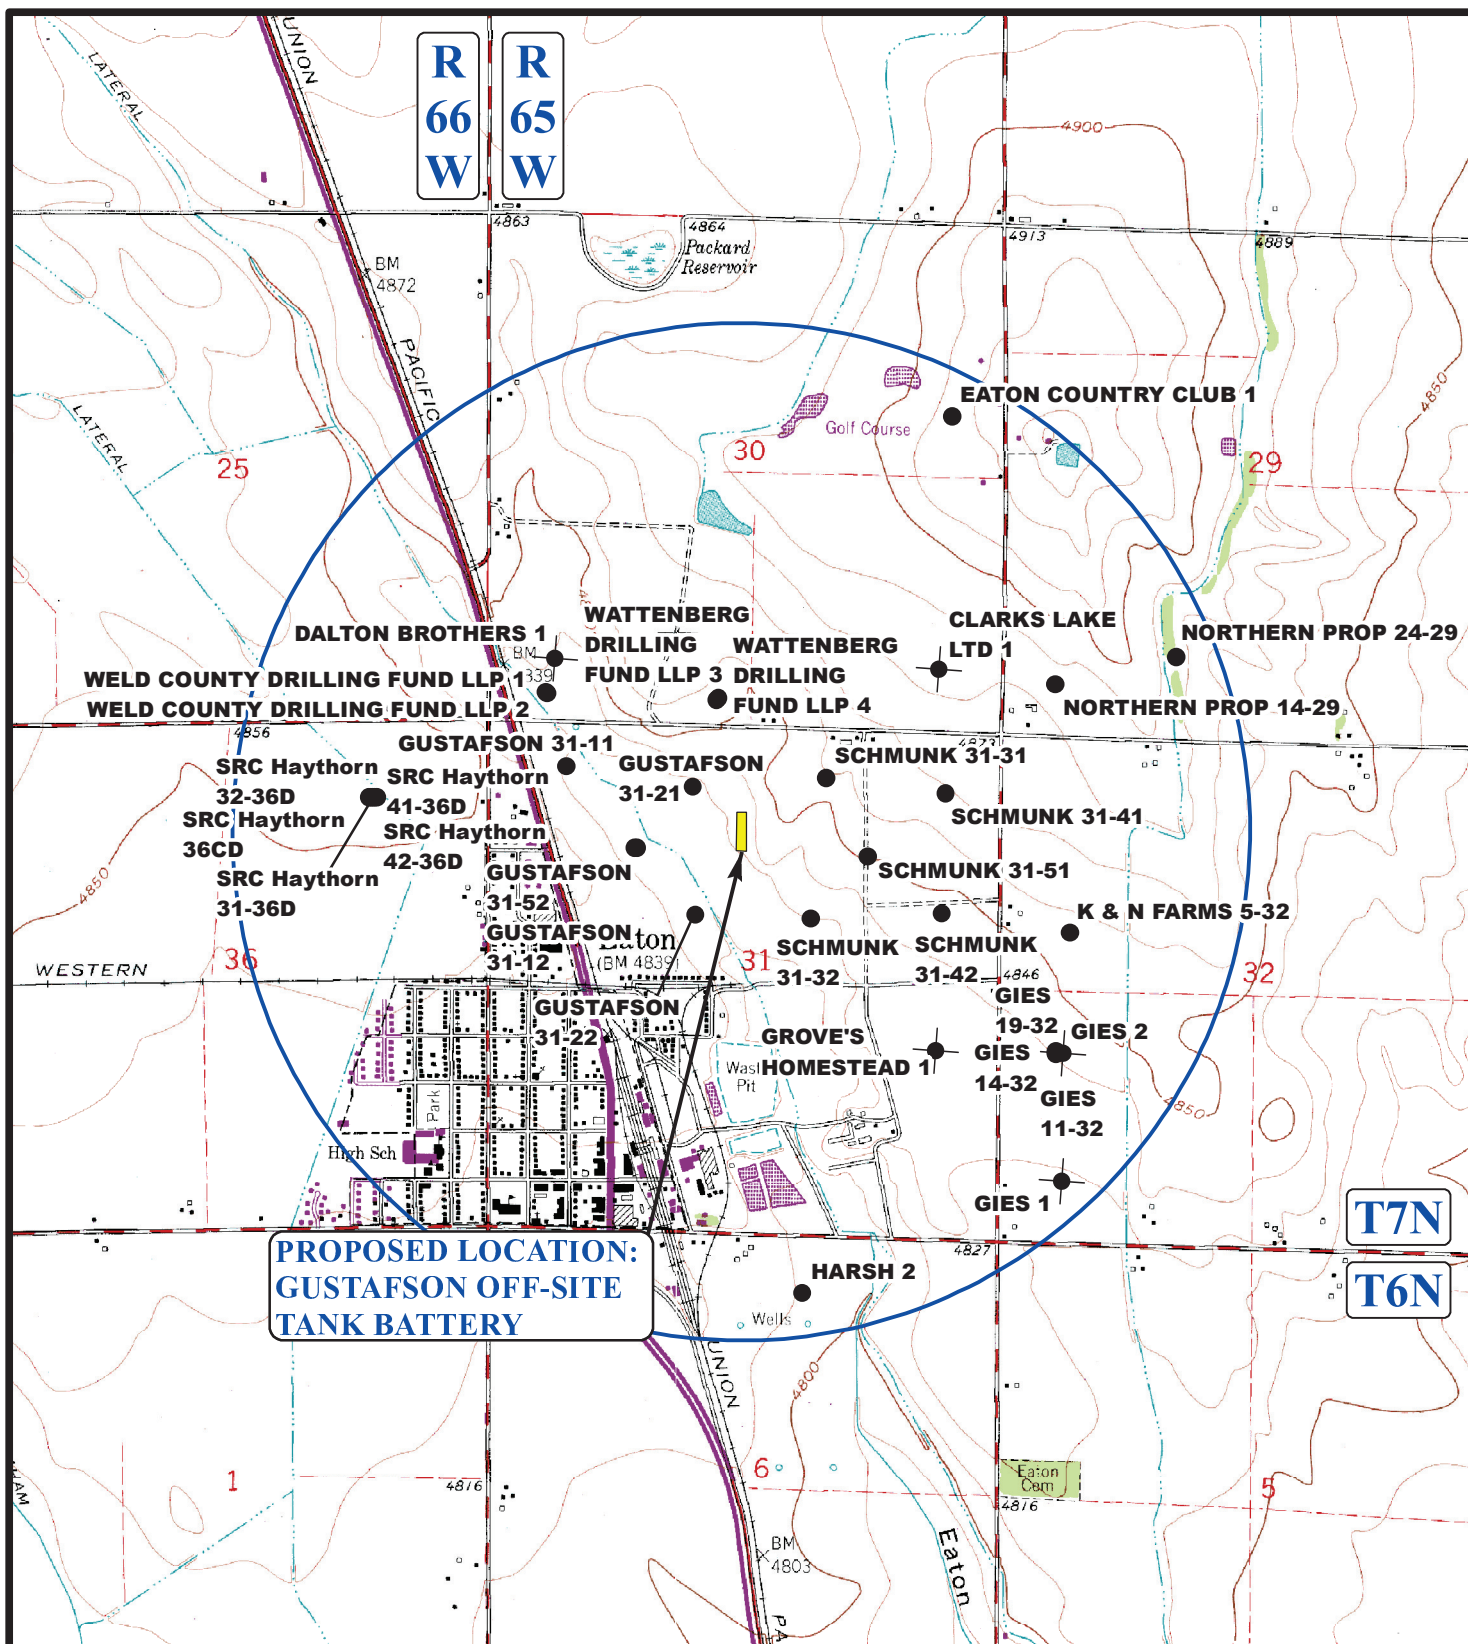 UNION
R
66
W
R
65
W
LATERAL
4900
4863
4864
Packard
Reservoir
4913
4889
BM
4872
PACIFIC
EATON COUNTRY CLUB 1
4850
LATERAL
Golf Course
25
30
29
WATTENBERG
DRILLING
FUND LLP 3
DALTON BROTHERS 1
BM
WATTENBERG
DRILLING
FUND LLP 4
CLARKS LAKE
LTD 1
NORTHERN PROP 24-29
WELD COUNTY DRILLING FUND LLP 1
WELD COUNTY DRILLING FUND LLP 2
NORTHERN PROP 14-29
4856
GUSTAFSON 31-11
GUSTAFSON
31-21
SCHMUNK 31-31
SRC Haythorn
32-36D
SRC Haythorn
41-36D
SRC Haythorn
36CD
SRC Haythorn
42-36D
SCHMUNK 31-41
SRC Haythorn
31-36D
4850
GUSTAFSON
31-52
SCHMUNK 31-51
GUSTAFSON
31-12
K & N FARMS 5-32
Eaton
(BM 4839)
SCHMUNK
31-32
SCHMUNK
31-42
WESTERN
36
31
32
4846
GUSTAFSON
31-22
GIES
19-32
GROVE'S
HOMESTEAD 1
GIES 2
GIES
14-32
Pit
GIES
11-32
4850
Park
High Sch
GIES 1
T7N
4827
T6N
PROPOSED LOCATION:
GUSTAFSON OFF-SITE
TANK BATTERY
HARSH 2
Wells
UNION
4800
1
6
5
4816
Eaton
Cem
4816
BM
4803
Eaton
PA